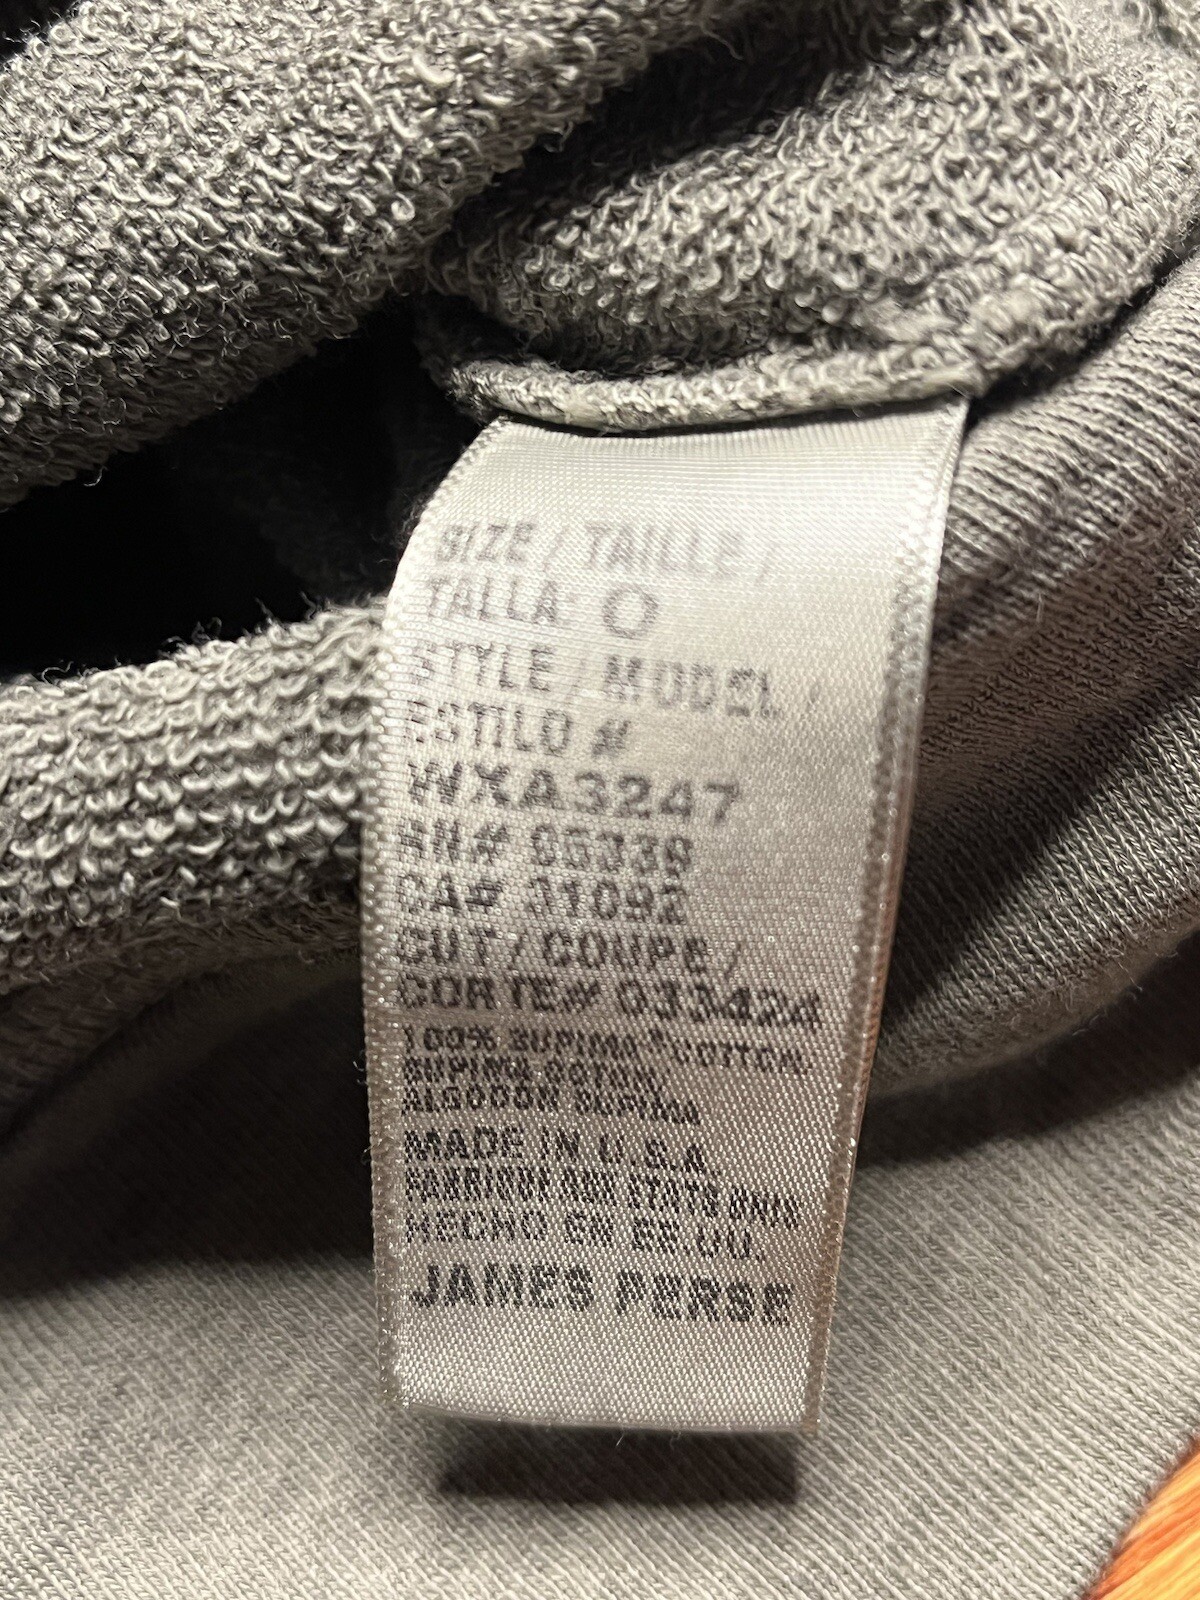 SIZE / TAILLE /
TALLA: 0
STYLE / MODEL /
ESTILO #
WXA3247
RN# 95339
CA# 31092
CUT / COUPE /
CORTE# 033424
100% SUPIMA® COTTON
SUPIMA COTON
ALGODON SUPIMA
MADE IN U.S.A.
FABRIQUE AUX ETATS UNIS
HECHO EN EE.UU.
JAMES PERSE